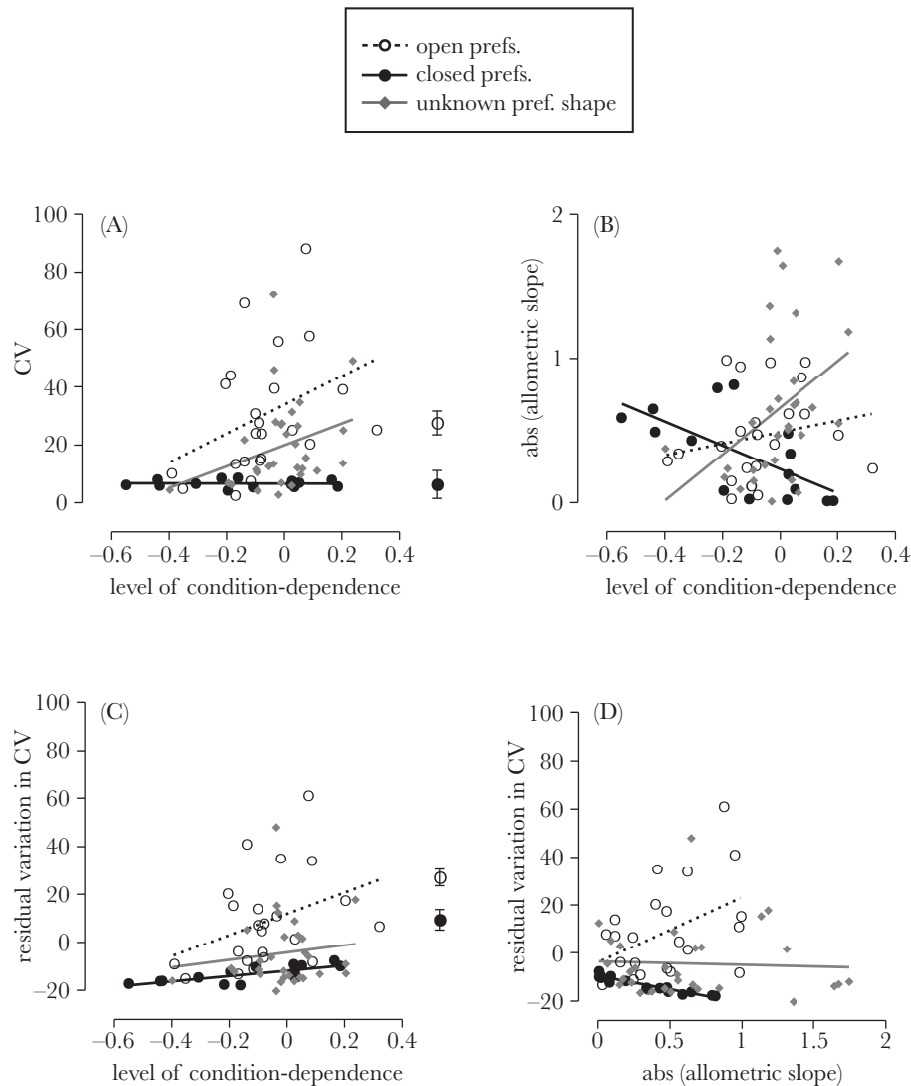 open prefs.
closed prefs.
unknown pref. shape
(A)
CV
100
80
60
40
20
0
−0.6 −0.4 −0.2 0 0.2 0.4
level of condition-dependence
(B)
abs (allometric slope)
2
1
0
−0.6 −0.4 −0.2 0 0.2 0.4
level of condition-dependence
(C)
residual variation in CV
100
80
60
40
20
−0
−20
−0.6 −0.4 −0.2 0 0.2 0.4
level of condition-dependence
(D)
residual variation in CV
100
80
60
40
20
−0
−20
0 0.5 1 1.5 2
abs (allometric slope)